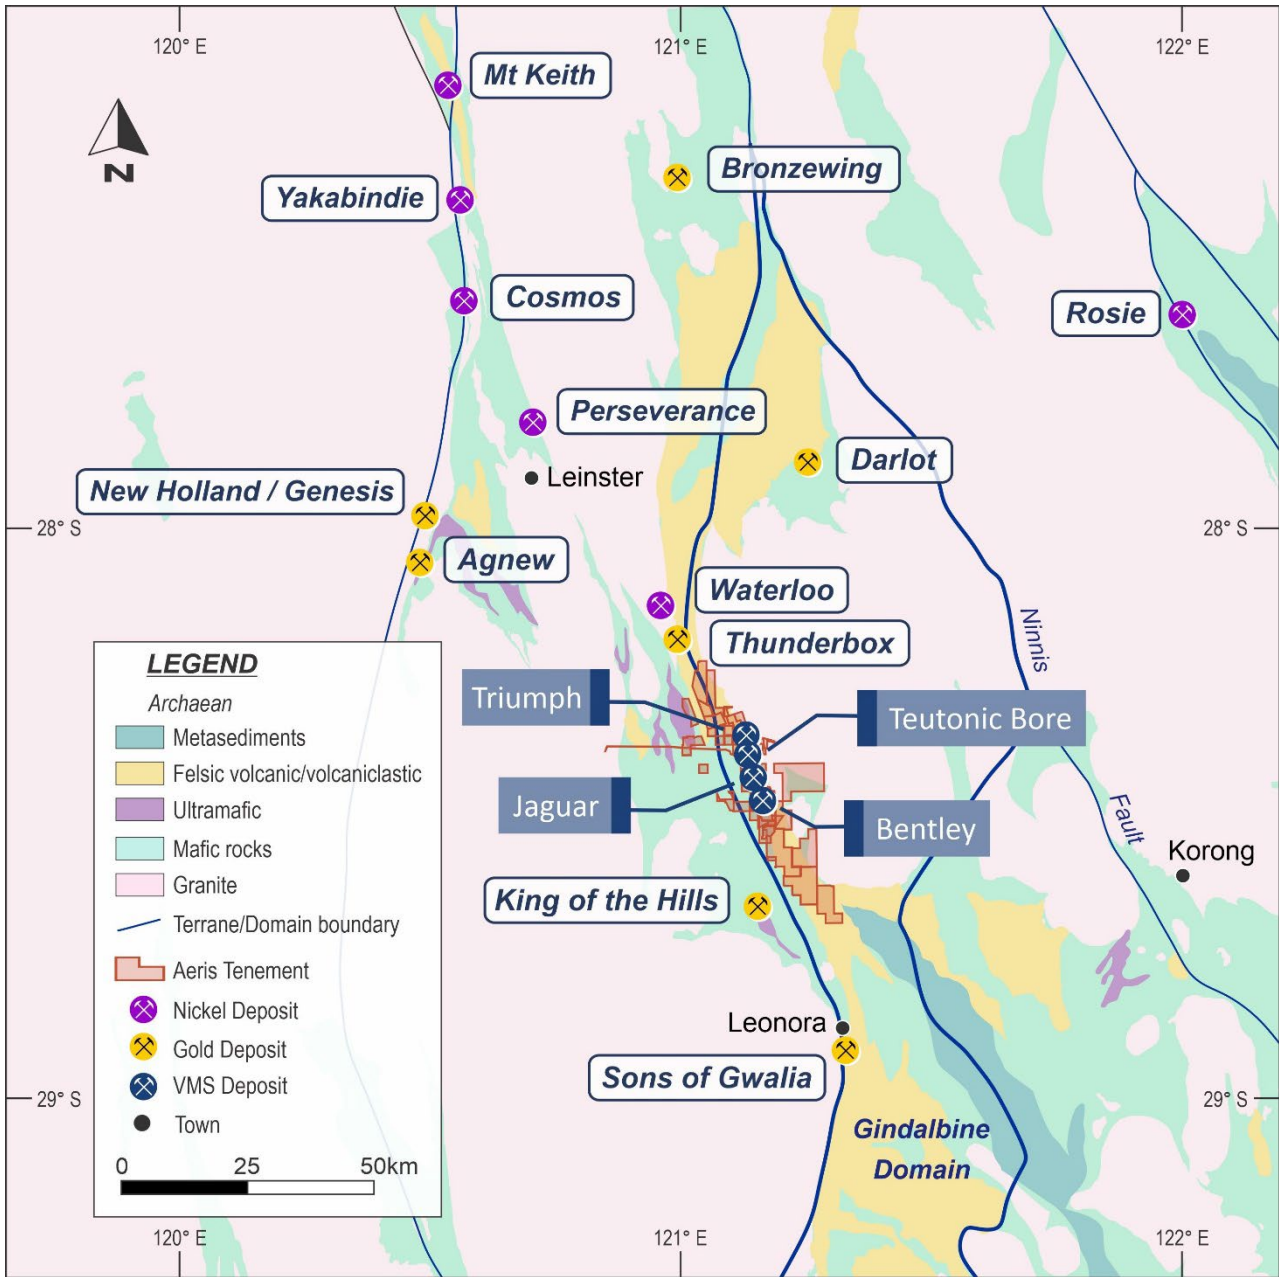 120° E
121° E
122° E
Mt Keith
N
Bronzewing
Yakabindie
Cosmos
Rosie
Perseverance
Darlot
Leinster
New Holland / Genesis
28° S
28° S
Agnew
Waterloo
Thunderbox
Ninnis
Fault
Triumph
Teutonic Bore
Jaguar
Bentley
Korong
King of the Hills
Leonora
Sons of Gwalia
Gindalbine
Domain
LEGEND
Archaean
Metasediments
Felsic volcanic/volcaniclastic
Ultramafic
Mafic rocks
Granite
Terrane/Domain boundary
Aeris Tenement
Nickel Deposit
Gold Deposit
VMS Deposit
Town
0 25 50km
29° S
29° S
120° E
121° E
122° E